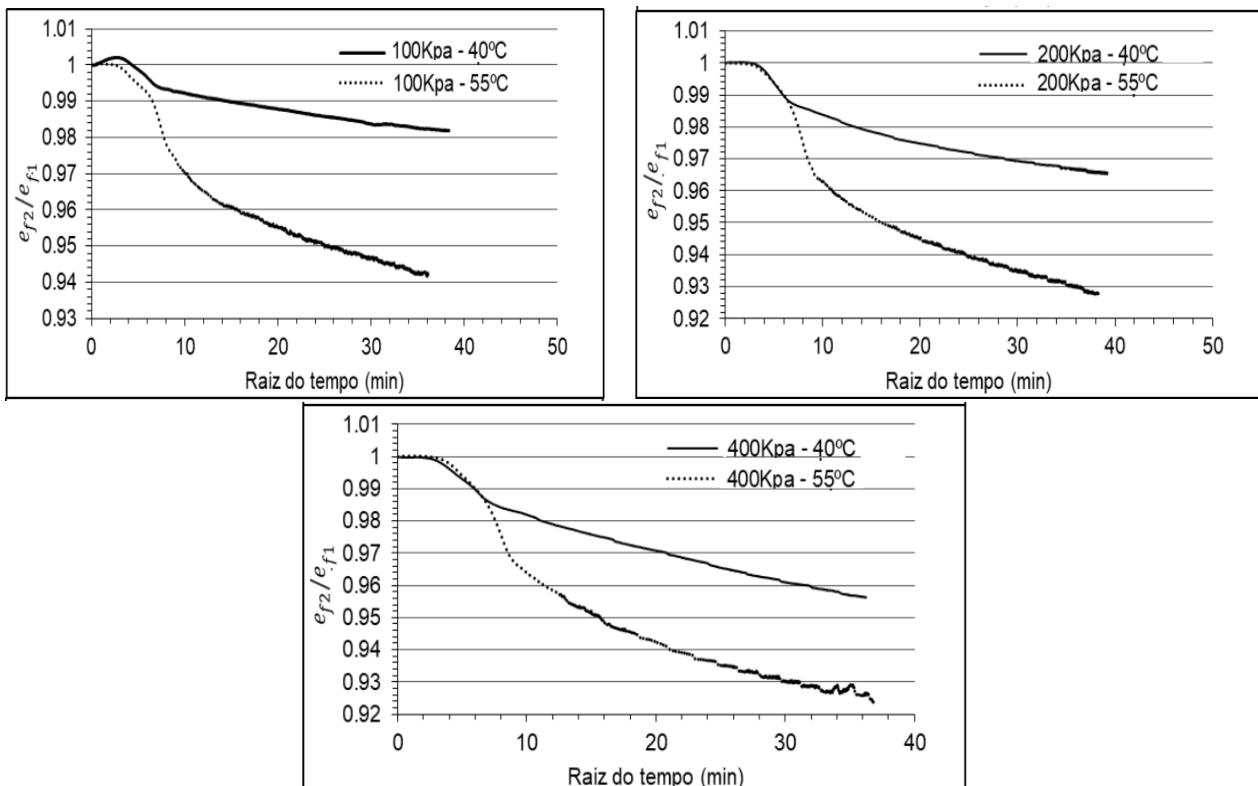 1.01
1
0.99
0.98
0.97
0.96
0.95
0.94
0.93
e_f2/e_f1
100Kpa - 40ºC
100Kpa - 55ºC
0 10 20 30 40 50
Raiz do tempo (min)
1.01
1
0.99
0.98
0.97
0.96
0.95
0.94
0.93
0.92
e_f2/e_f1
200Kpa - 40ºC
200Kpa - 55ºC
0 10 20 30 40 50
Raiz do tempo (min)
1.01
1
0.99
0.98
0.97
0.96
0.95
0.94
0.93
0.92
e_f2/e_f1
400Kpa - 40ºC
400Kpa - 55ºC
0 10 20 30 40
Raiz do tempo (min)